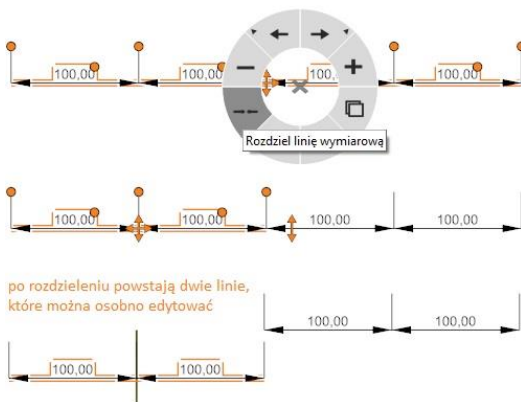 100,00 100,00 100,00 100,00
Rozdziel linię wymiarową
100,00 100,00 100,00 100,00
po rozdzieleniu powstają dwie linie,
które można osobno edytować
100,00 100,00
100,00 100,00